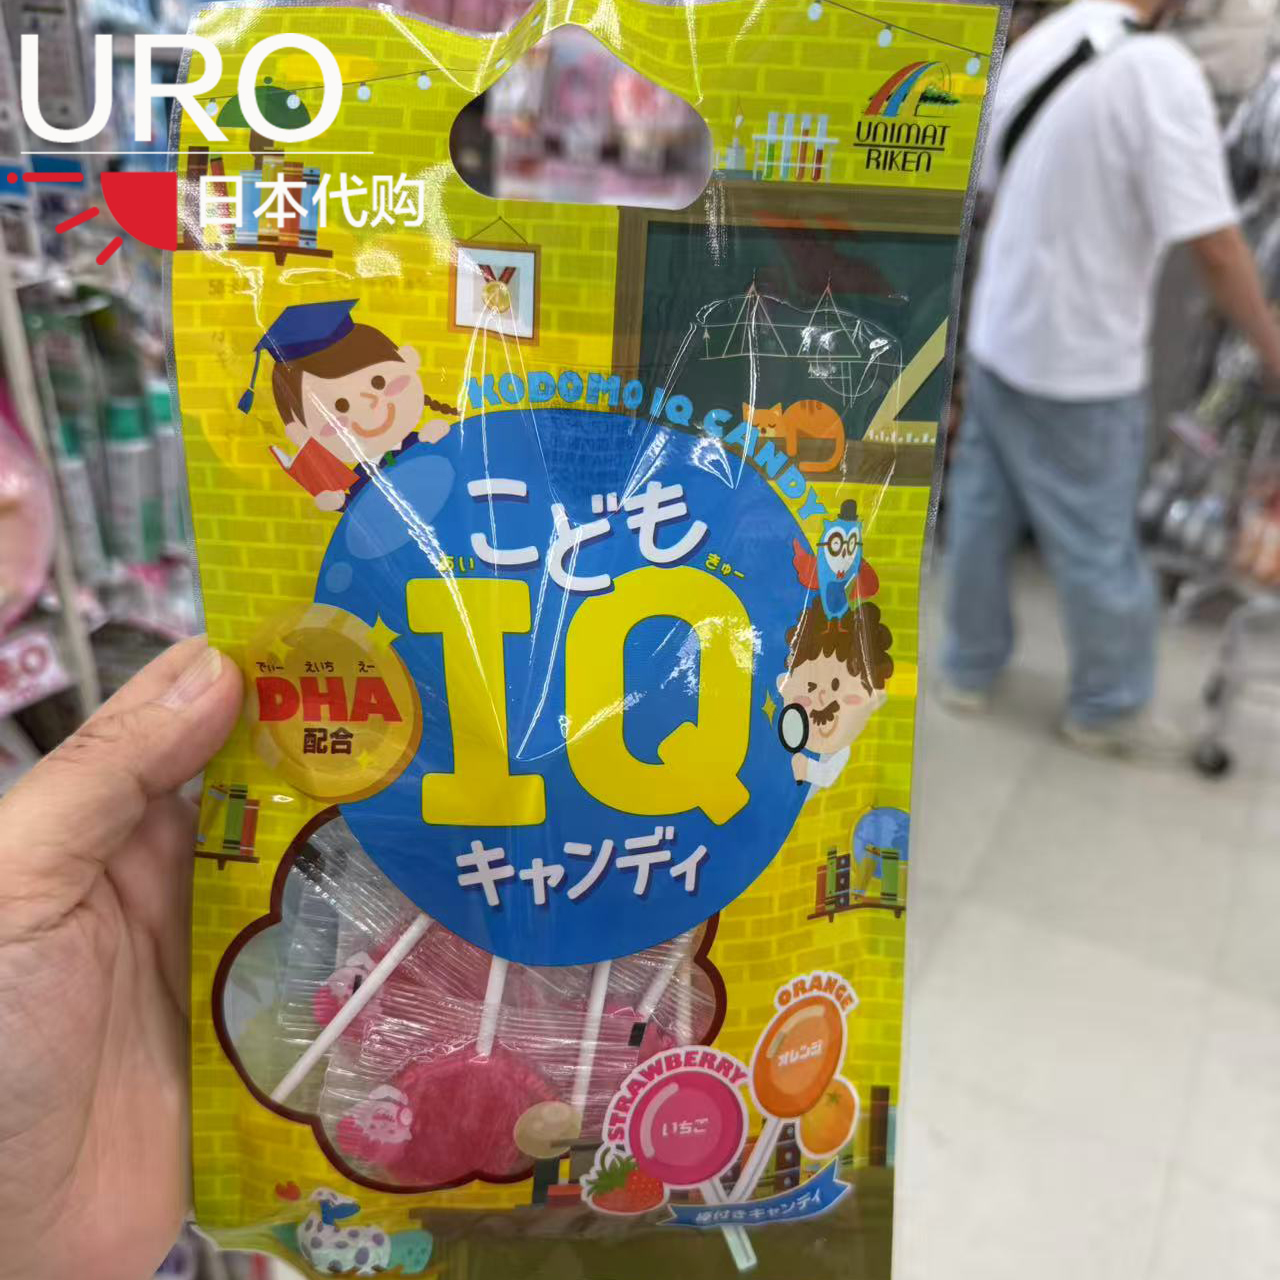 URO
日本代购
UNIMAT
RIKEN
KODOMO IQ CANDY
こども
あい きゅー
IQ
キャンディ
でぃー えいち えー
DHA
配合
ORANGE
オレンジ
STRAWBERRY
いちご
棒付きキャンディ